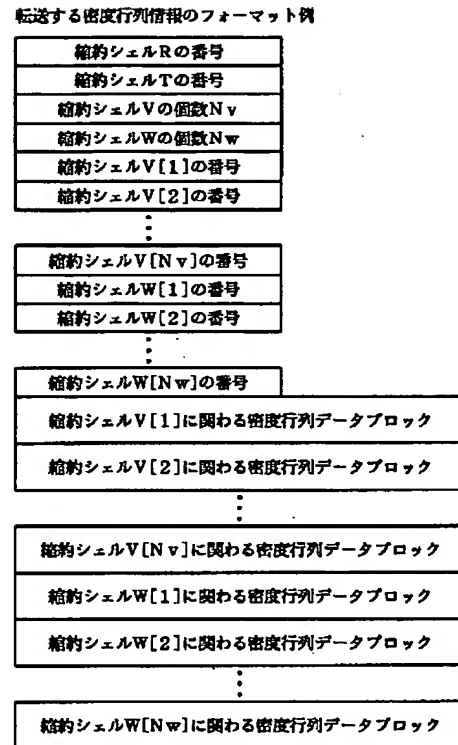 転送する密度行列情報のフォーマット例
縮約シェルRの番号
縮約シェルTの番号
縮約シェルVの個数Nv
縮約シェルWの個数Nw
縮約シェルV[1]の番号
縮約シェルV[2]の番号
縮約シェルV[Nv]の番号
縮約シェルW[1]の番号
縮約シェルW[2]の番号
縮約シェルW[Nw]の番号
縮約シェルV[1]に関わる密度行列データブロック
縮約シェルV[2]に関わる密度行列データブロック
縮約シェルV[Nv]に関わる密度行列データブロック
縮約シェルW[1]に関わる密度行列データブロック
縮約シェルW[2]に関わる密度行列データブロック
縮約シェルW[Nw]に関わる密度行列データブロック